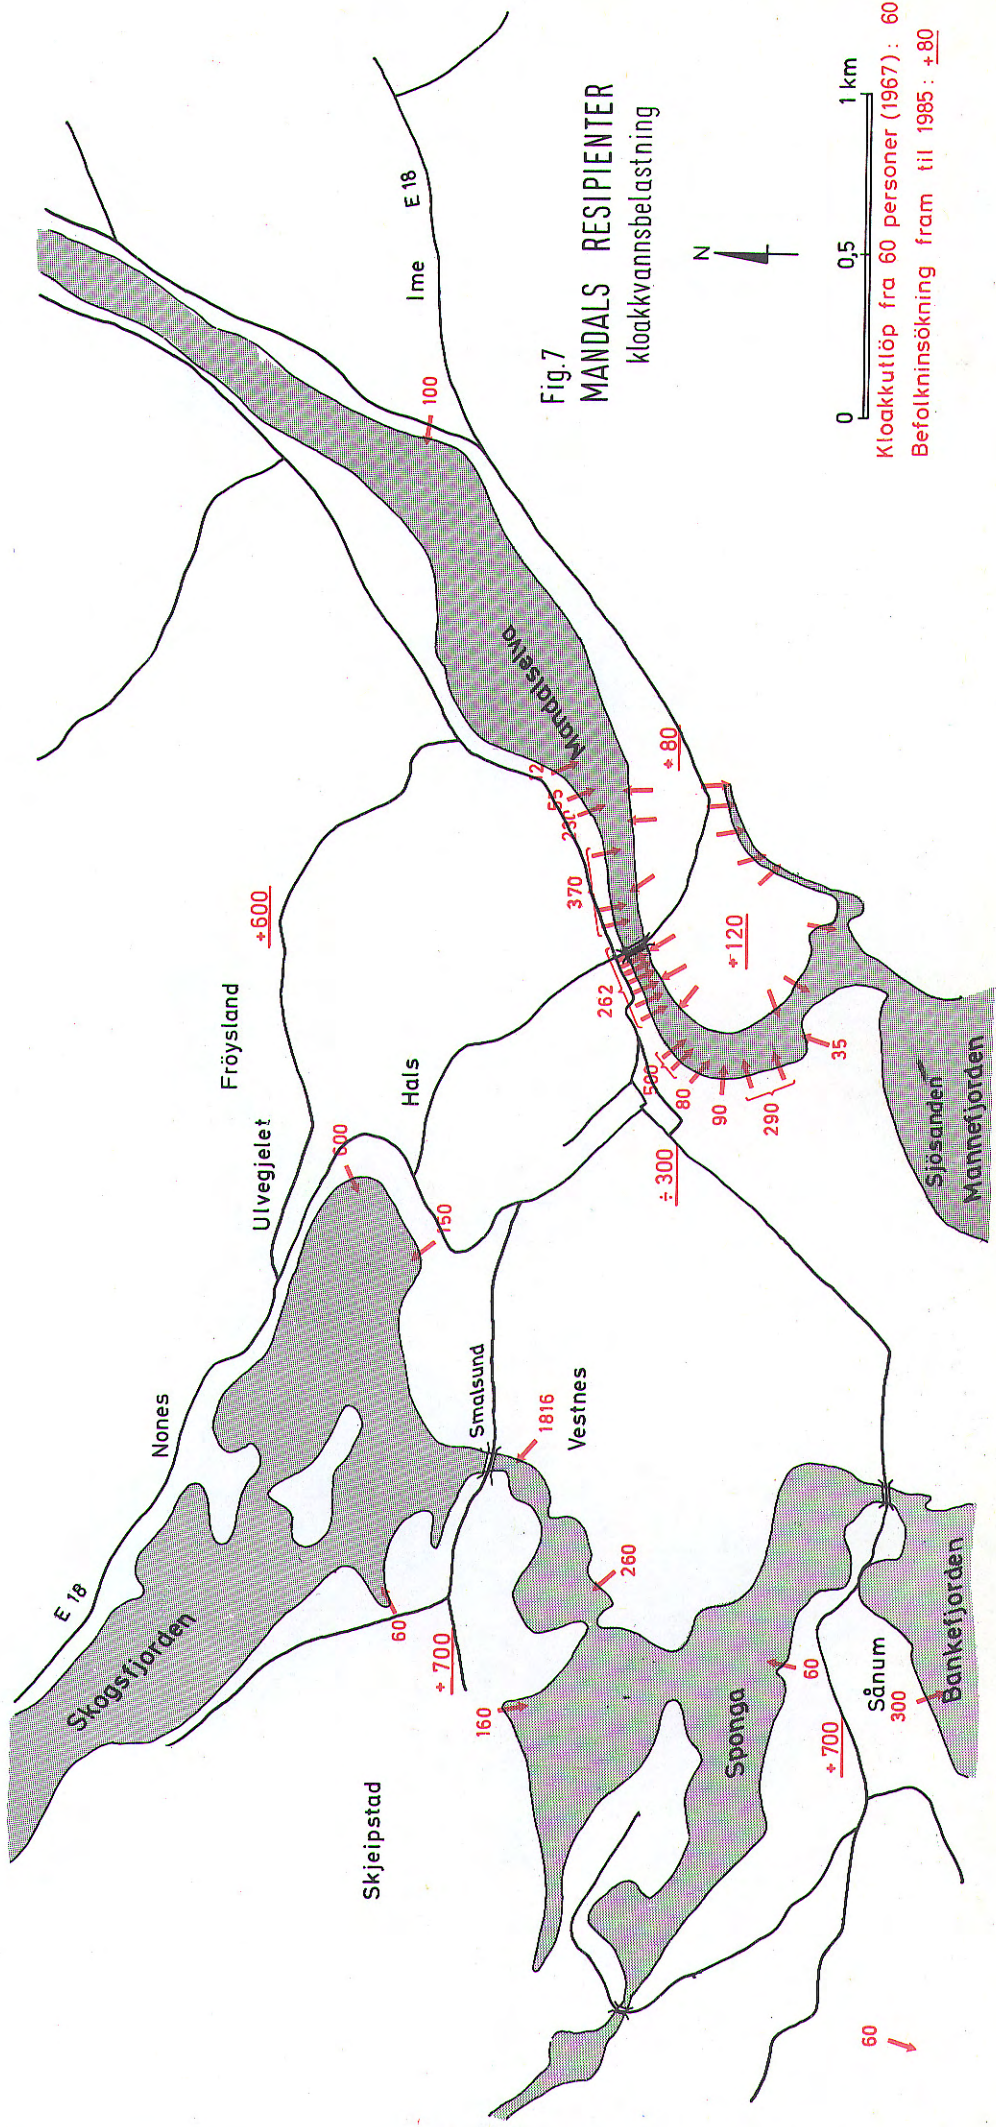 Fig.7
MANDALS RESIPIENTER
kloakkvannsbelastning
N
0
0,5
1 km
Kloakkutlöp fra 60 personer (1967): 60
Befolkninsökning fram til 1985: +80
E 18
Skogsfjorden
Nones
Ulvegjelet
Fröysland
+600
600
150
Hals
Ime
E 18
100
Mandalselva
12
55
230
370
262
500
80
90
290
35
+80
+120
÷300
Skjeipstad
60
+700
Smalsund
1816
Vestnes
260
160
Sponga
60
+700
Sånum
300
Bankefjorden
Sjösanden
Mannefjorden
60